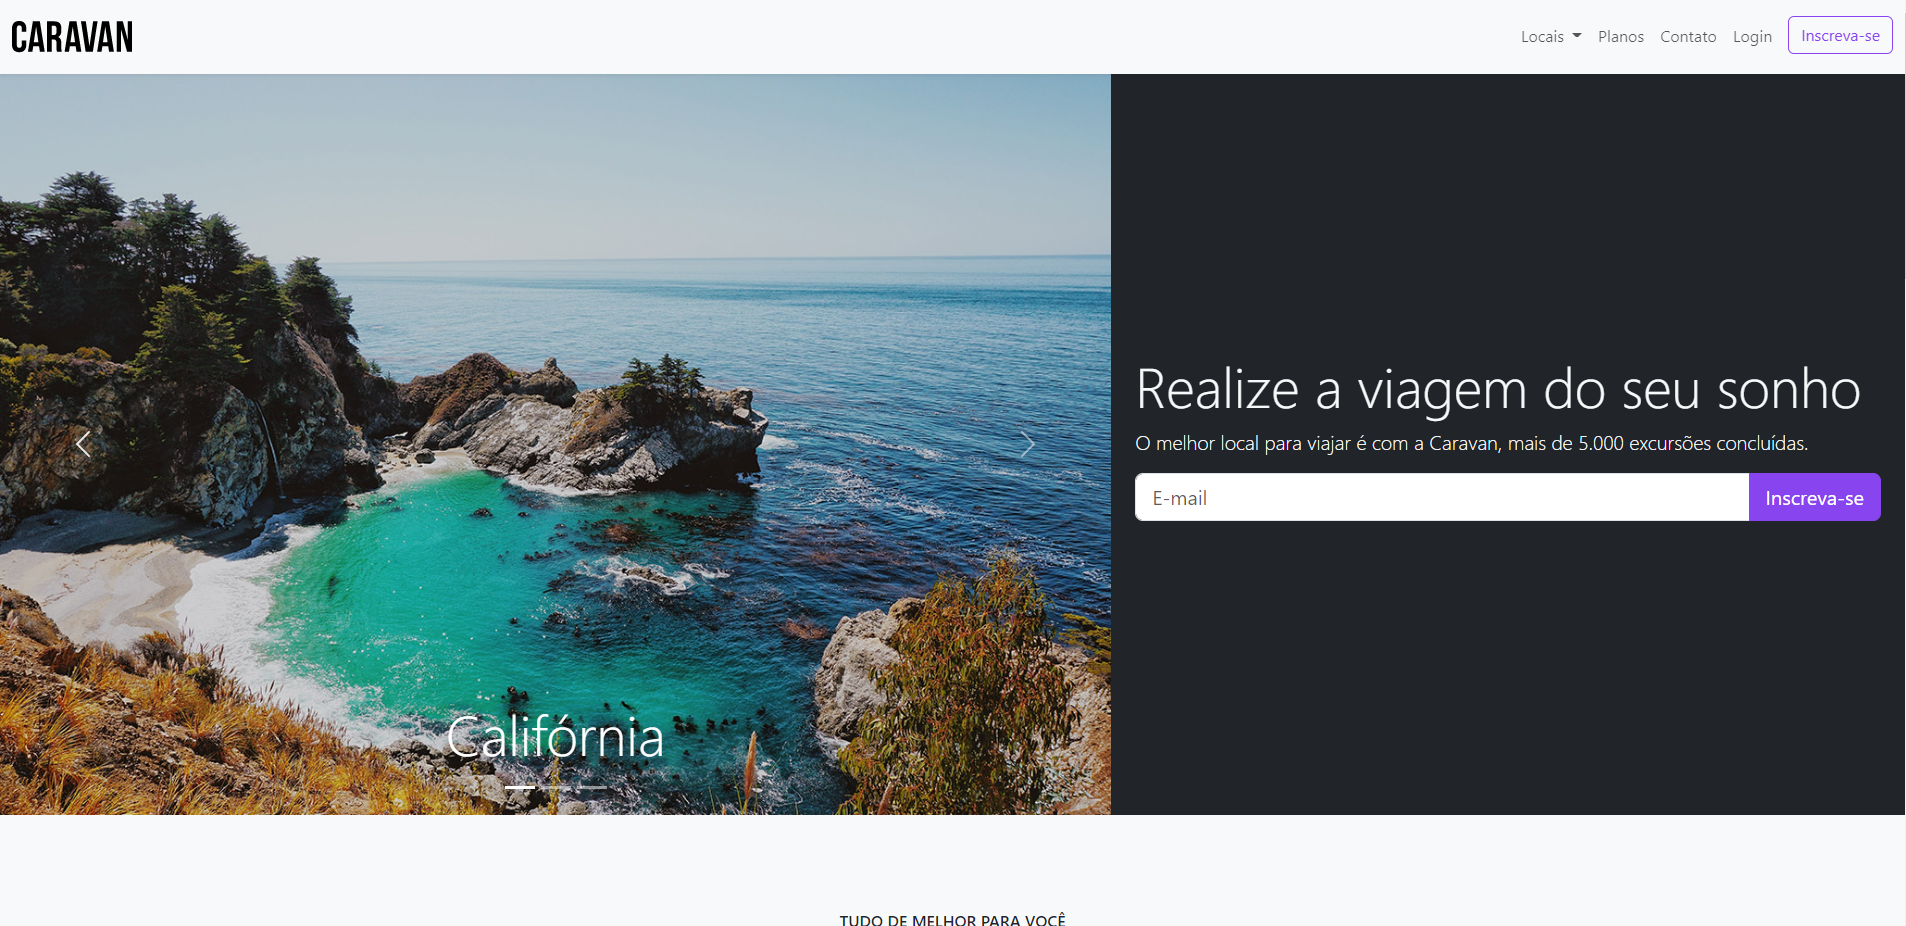 CARAVAN
Locais Planos Contato Login Inscreva-se
Realize a viagem do seu sonho
O melhor local para viajar é com a Caravan, mais de 5.000 excursões concluídas.
E-mail Inscreva-se
Califórnia
TUDO DE MELHOR PARA VOCÊ